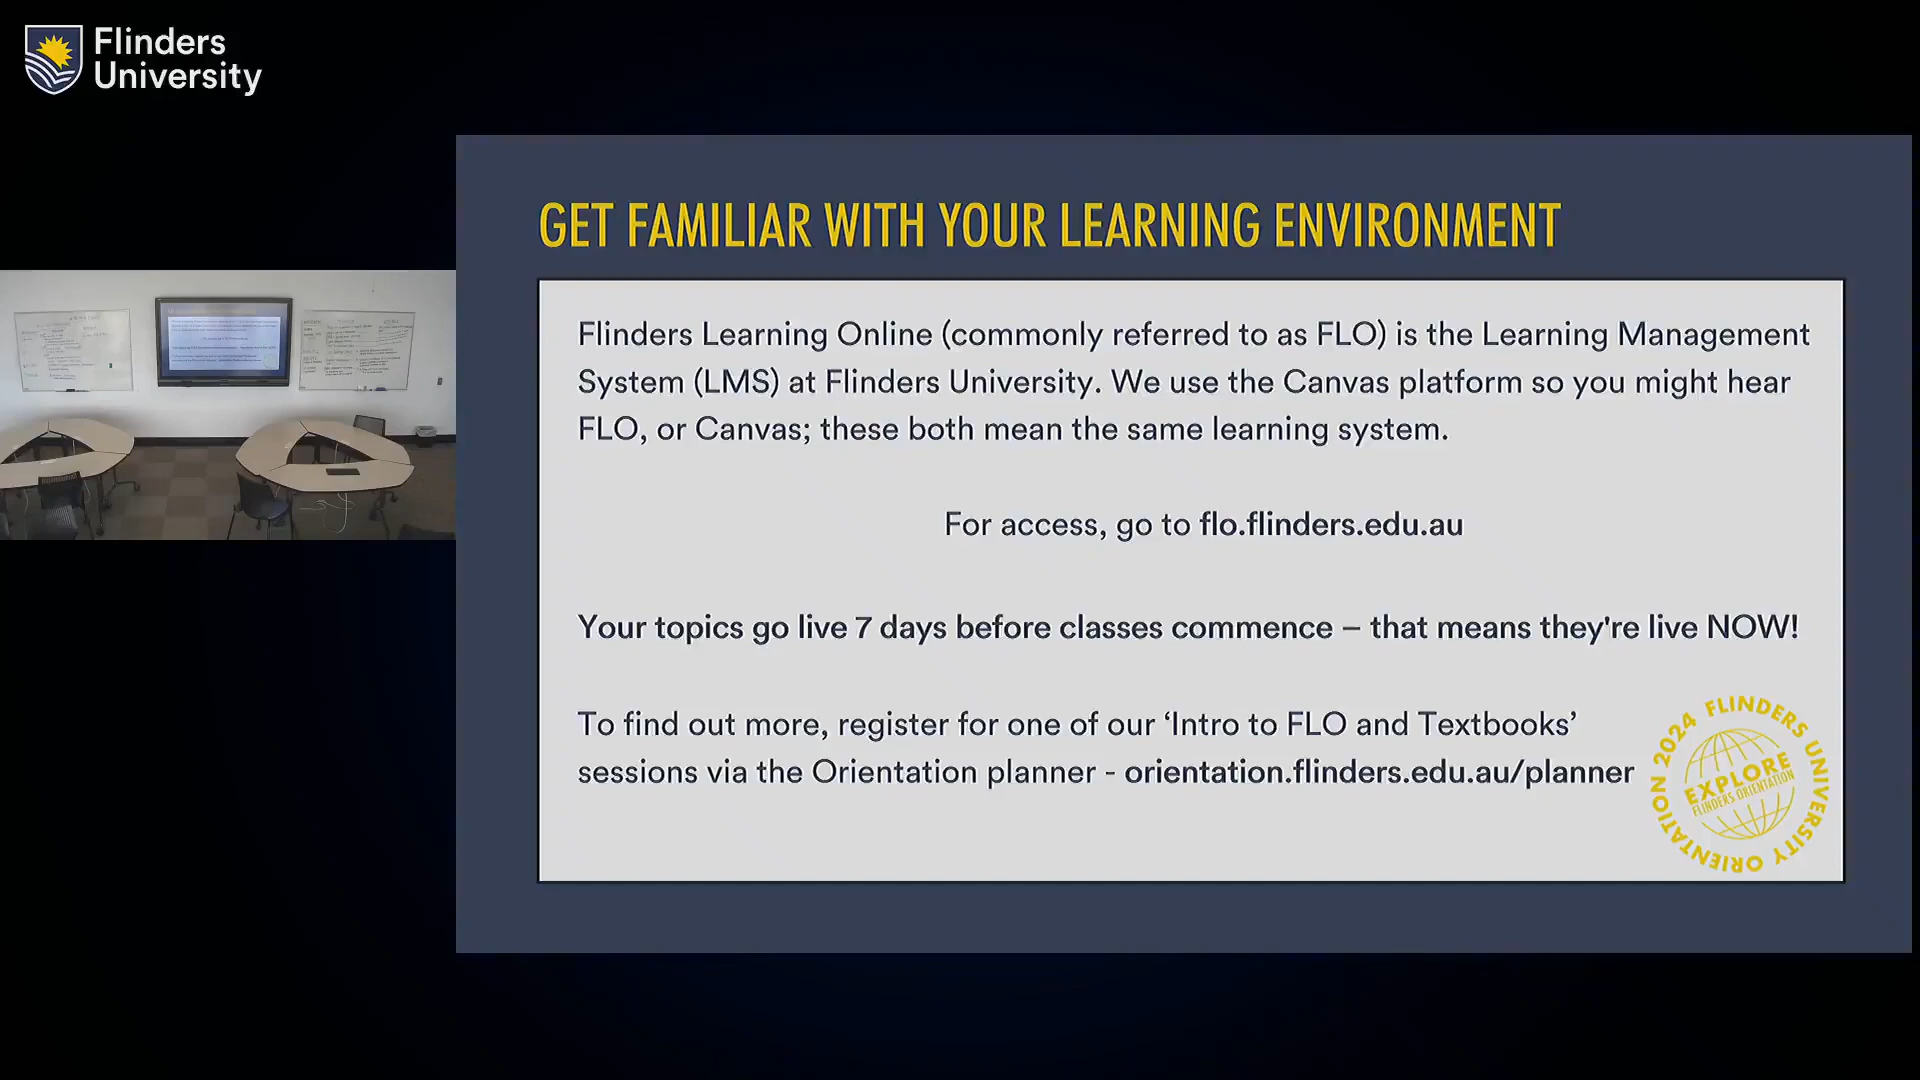 Flinders
University
GET FAMILIAR WITH YOUR LEARNING ENVIRONMENT
Flinders Learning Online (commonly referred to as FLO) is the Learning Management
System (LMS) at Flinders University. We use the Canvas platform so you might hear
FLO, or Canvas; these both mean the same learning system.
For access, go to flo.flinders.edu.au
Your topics go live 7 days before classes commence – that means they're live NOW!
To find out more, register for one of our ‘Intro to FLO and Textbooks’
sessions via the Orientation planner - orientation.flinders.edu.au/planner
FLINDERS UNIVERSITY ORIENTATION 2024
EXPLORE
FLINDERS ORIENTATION